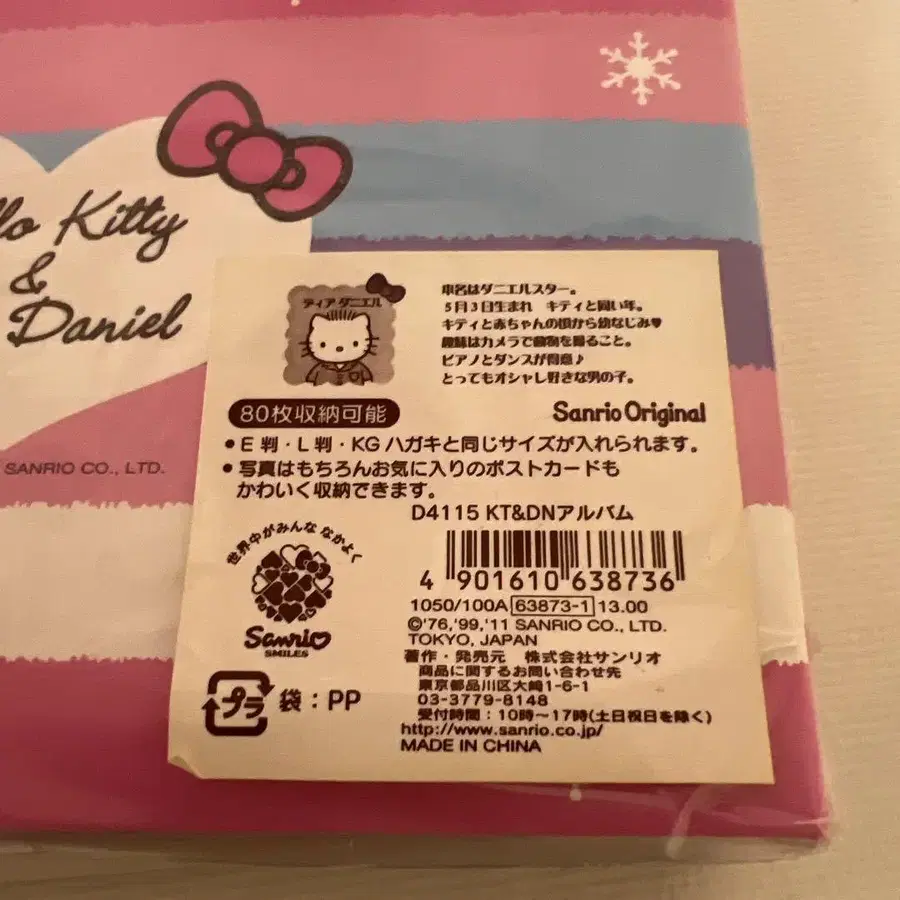 llo Kitty
&
Daniel
SANRIO CO., LTD.
ディア ダニエル
本名はダニエルスター。
5月3日生まれ キティと同い年。
キティと赤ちゃんの頃から幼なじみ♥
趣味はカメラで動物を撮ること。
ピアノとダンスが得意♪
とってもオシャレ好きな男の子。
80枚収納可能
Sanrio Original
•E判・L判・KGハガキと同じサイズが入れられます。
•写真はもちろんお気に入りのポストカードも
かわいく収納できます。
D4115 KT&DNアルバム
世界中がみんな なかよく
Sanrio
SMILES
4 901610 638736
1050/100A 63873-1 13.00
©'76,'99,'11 SANRIO CO., LTD.
TOKYO, JAPAN
著作・発売元 株式会社サンリオ
商品に関するお問い合わせ先
東京都品川区大崎1-6-1
03-3779-8148
受付時間：10時～17時(土日祝日を除く)
http://www.sanrio.co.jp/
MADE IN CHINA
プラ 袋：PP